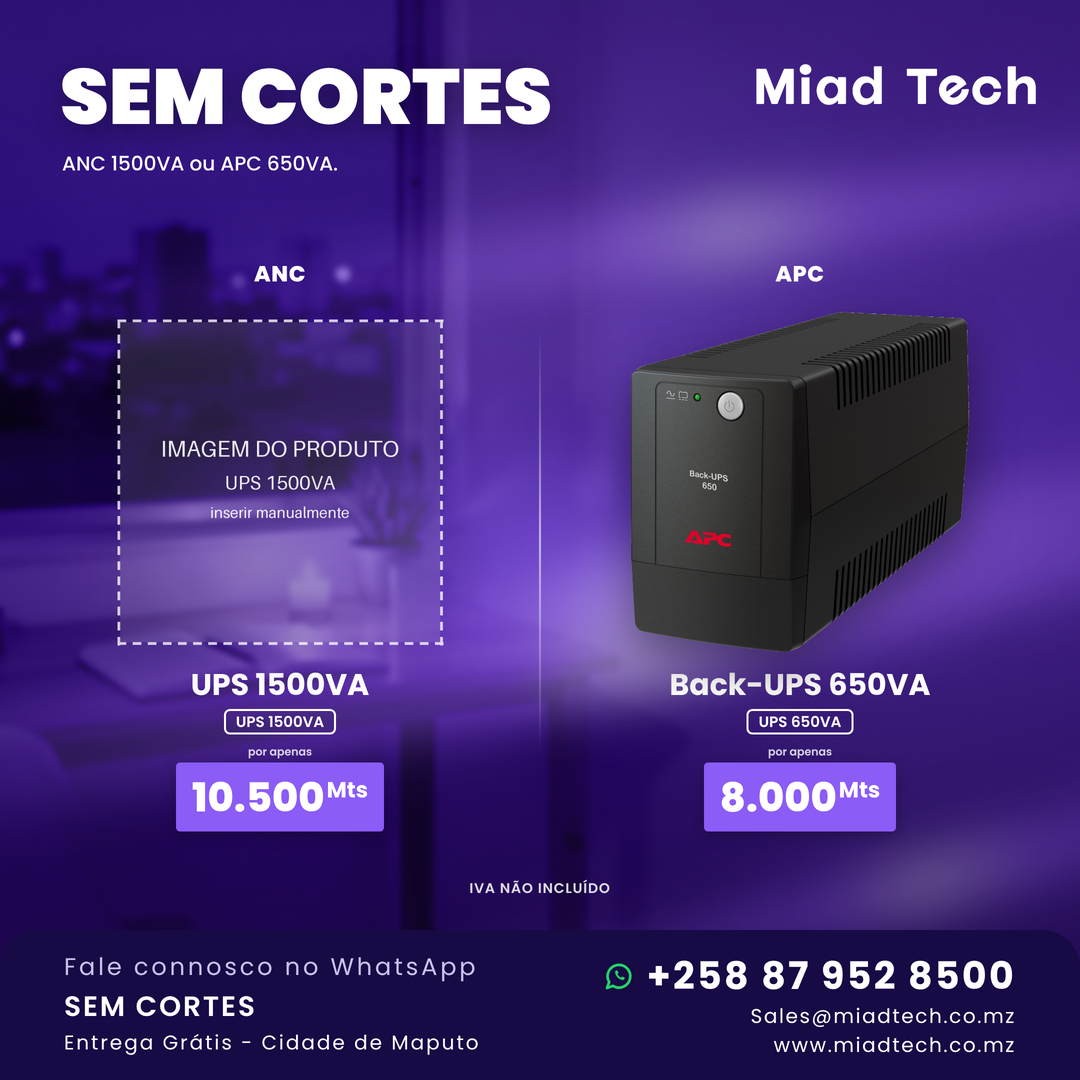 SEM CORTES
Miad Tech
ANC 1500VA ou APC 650VA.
ANC
IMAGEM DO PRODUTO
UPS 1500VA
inserir manualmente
UPS 1500VA
UPS 1500VA
por apenas
10.500Mts
APC
Back-UPS
650
APC
Back-UPS 650VA
UPS 650VA
por apenas
8.000Mts
IVA NÃO INCLUÍDO
Fale connosco no WhatsApp
SEM CORTES
Entrega Grátis - Cidade de Maputo
+258 87 952 8500
Sales@miadtech.co.mz
www.miadtech.co.mz